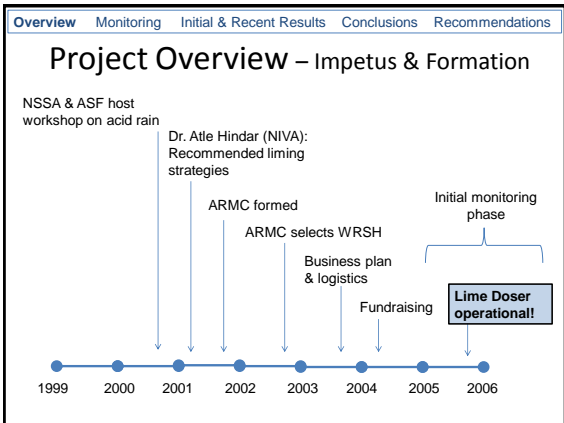 Overview Monitoring Initial & Recent Results Conclusions Recommendations
Project Overview – Impetus & Formation
NSSA & ASF host
workshop on acid rain
Dr. Atle Hindar (NIVA):
Recommended liming
strategies
ARMC formed
ARMC selects WRSH
Business plan
& logistics
Fundraising
Initial monitoring
phase
Lime Doser
operational!
1999 2000 2001 2002 2003 2004 2005 2006